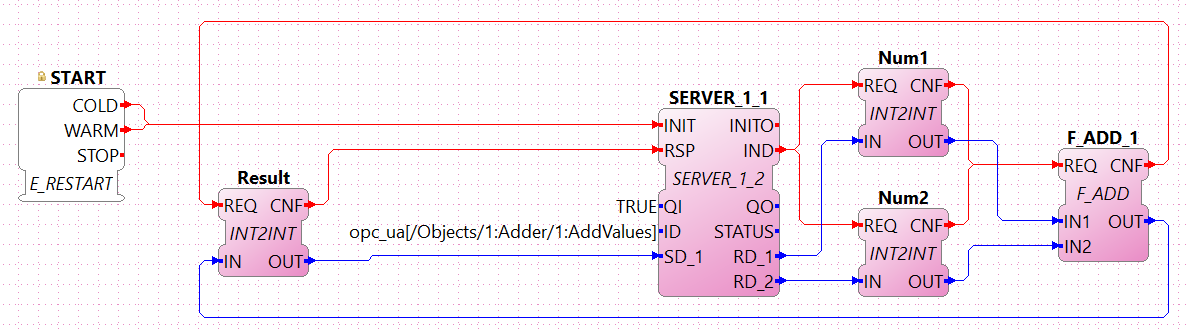 START
COLD
WARM
STOP
E_RESTART
Result
REQ CNF
INT2INT
IN OUT
SERVER_1_1
INIT INITO
RSP IND
SERVER_1_2
TRUE QI QO
opc_ua[/Objects/1:Adder/1:AddValues] ID STATUS
SD_1 RD_1
RD_2
Num1
REQ CNF
INT2INT
IN OUT
Num2
REQ CNF
INT2INT
IN OUT
F_ADD_1
REQ CNF
F_ADD
IN1 OUT
IN2